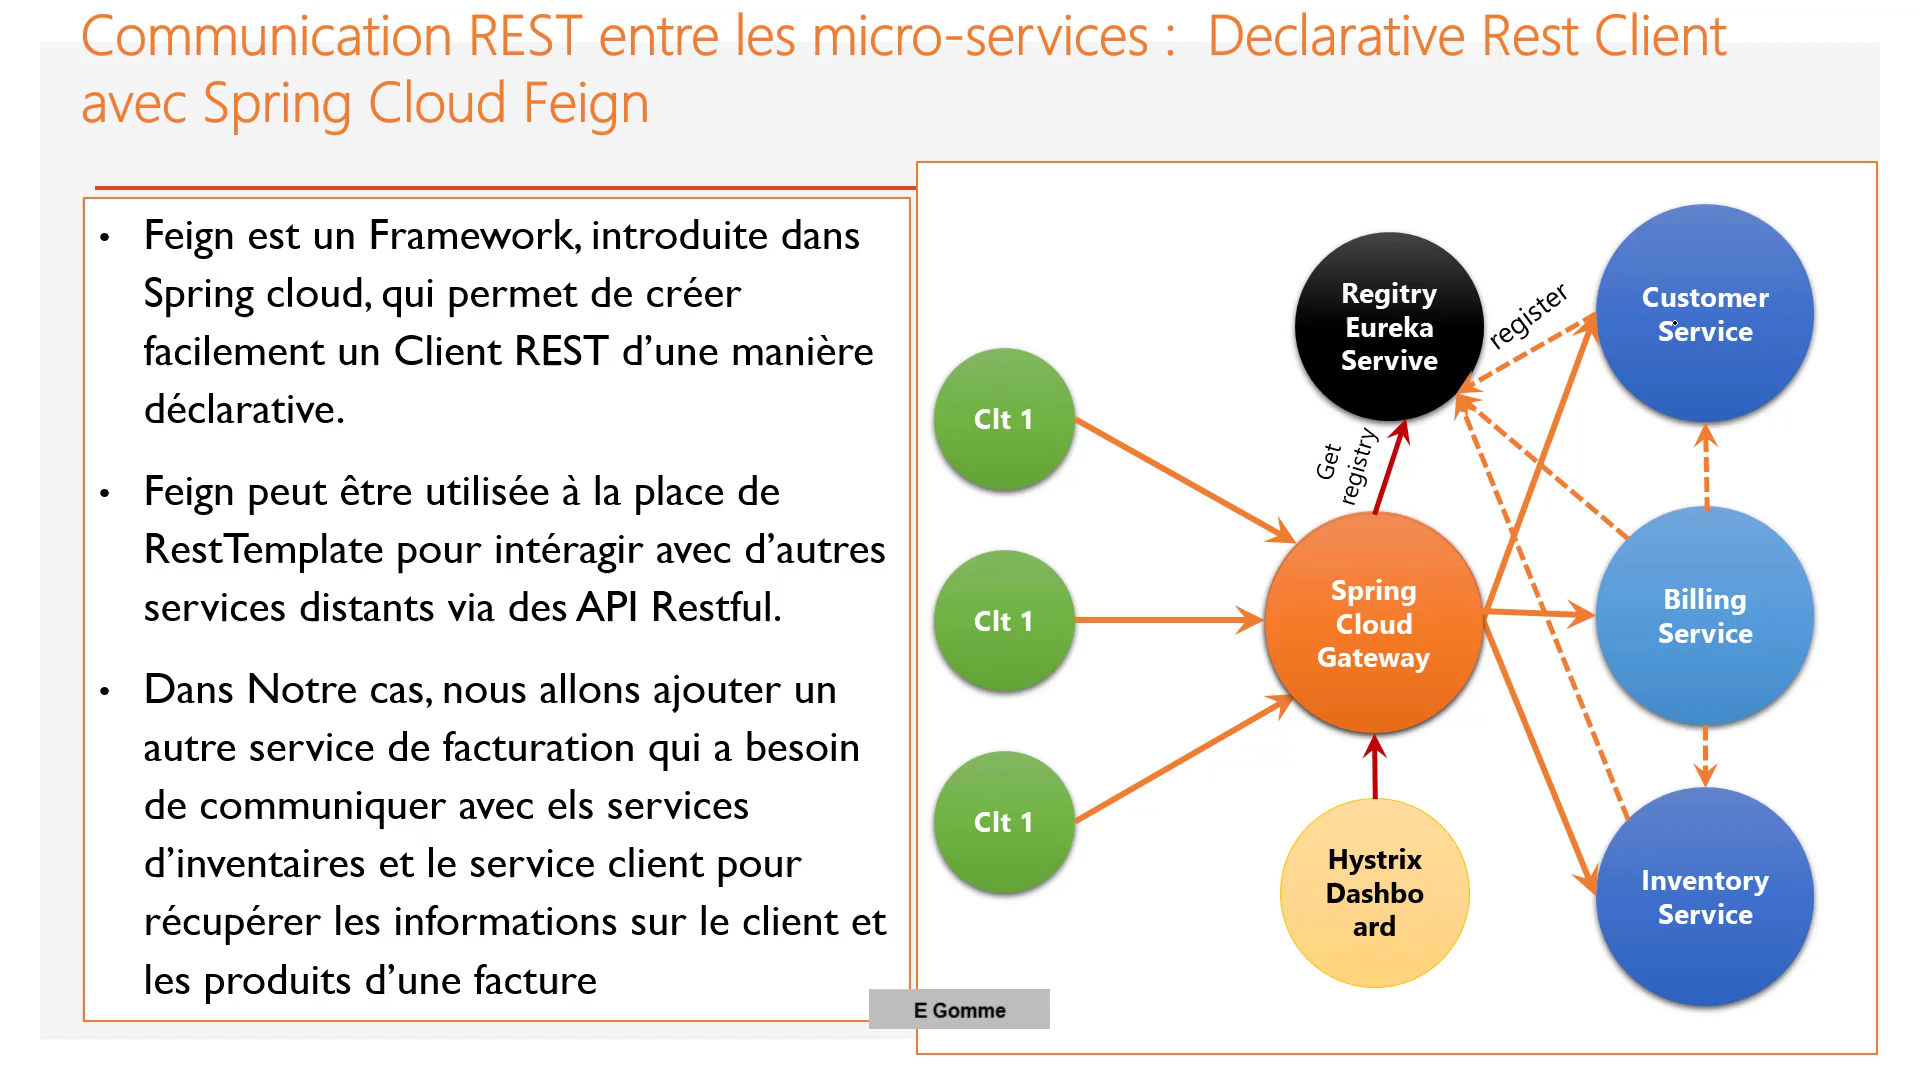 Communication REST entre les micro-services :  Declarative Rest Client
avec Spring Cloud Feign
• Feign est un Framework, introduite dans
Spring cloud, qui permet de créer
facilement un Client REST d’une manière
déclarative.
• Feign peut être utilisée à la place de
RestTemplate pour intéragir avec d’autres
services distants via des API Restful.
• Dans Notre cas, nous allons ajouter un
autre service de facturation qui a besoin
de communiquer avec els services
d’inventaires et le service client pour
récupérer les informations sur le client et
les produits d’une facture
Clt 1
Clt 1
Clt 1
Regitry
Eureka
Servive
register
Get
registry
Spring
Cloud
Gateway
Hystrix
Dashbo
ard
Customer
Service
Billing
Service
Inventory
Service
E Gomme